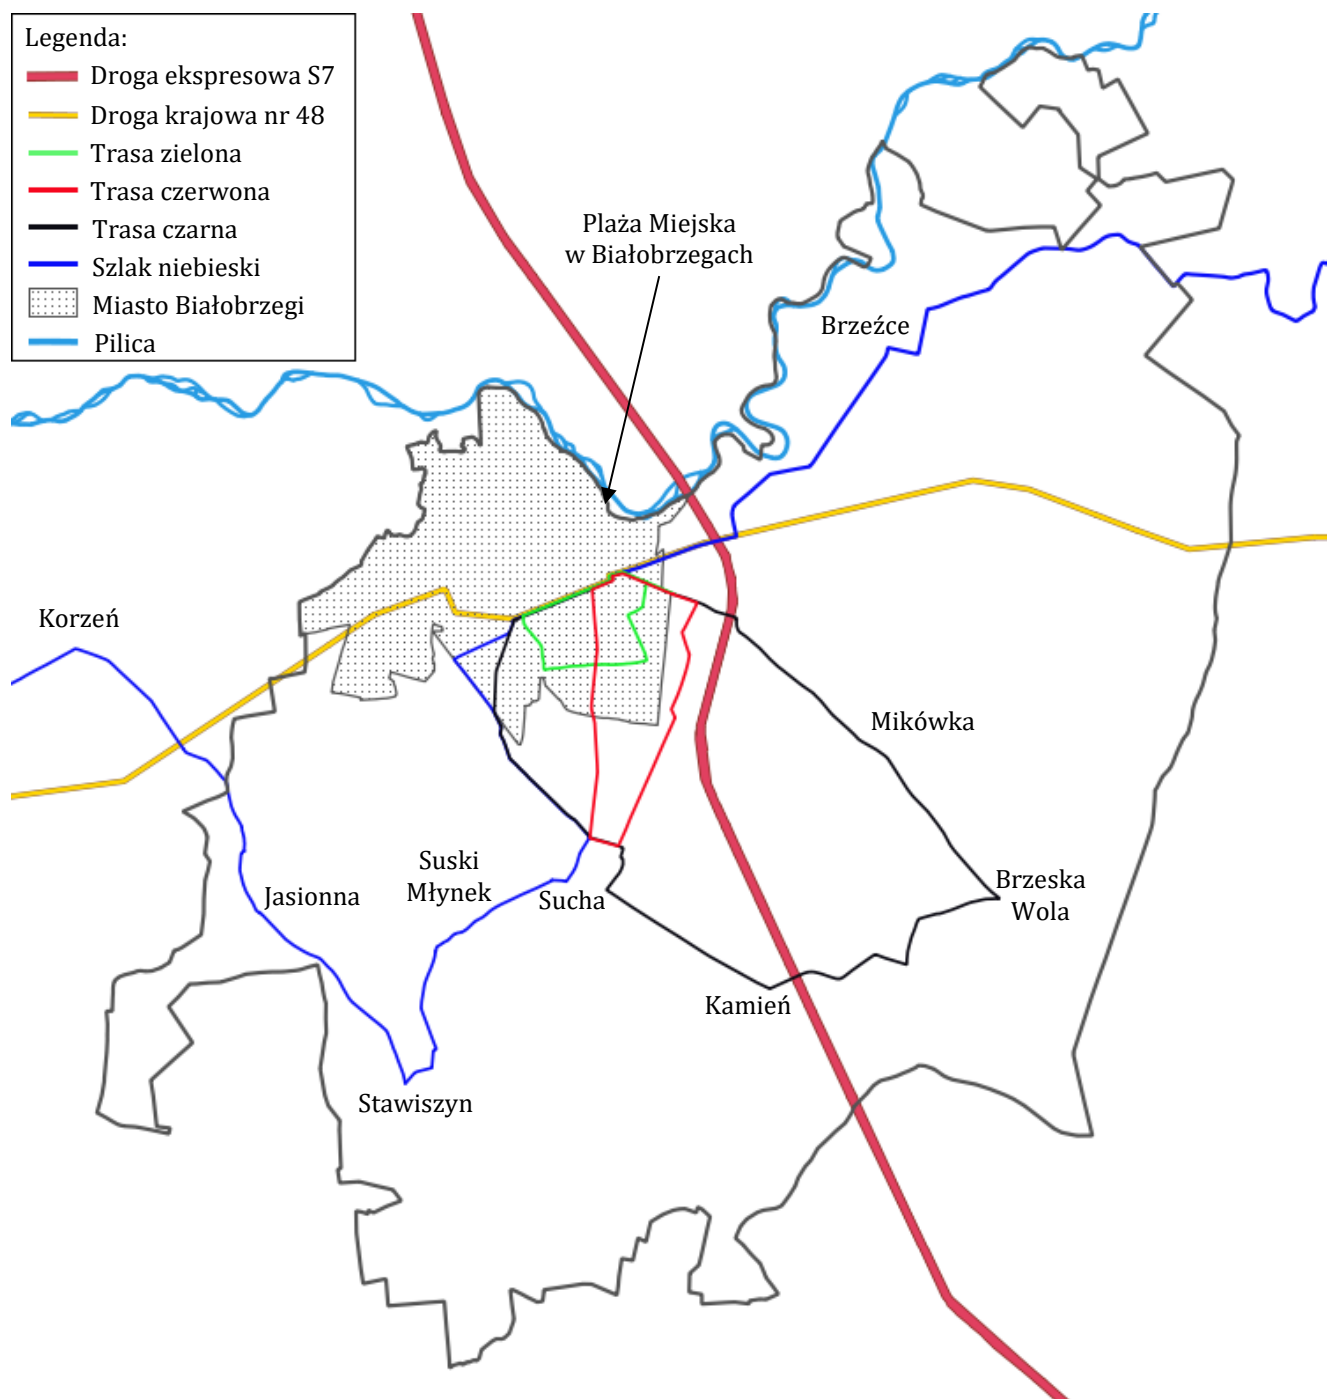 Legenda:
Droga ekspresowa S7
Droga krajowa nr 48
Trasa zielona
Trasa czerwona
Trasa czarna
Szlak niebieski
Miasto Białobrzegi
Pilica
Plaża Miejska
w Białobrzegach
Brzeźce
Korzeń
Mikówka
Suski
Młynek
Jasionna
Sucha
Brzeska
Wola
Kamień
Stawiszyn